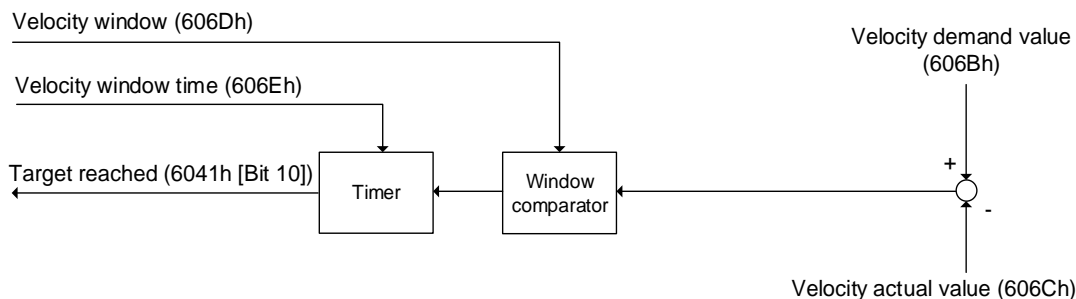 Velocity window (606Dh)
Velocity demand value
(606Bh)
Velocity window time (606Eh)
Target reached (6041h [Bit 10])
Timer
Window
comparator
+
-
Velocity actual value (606Ch)